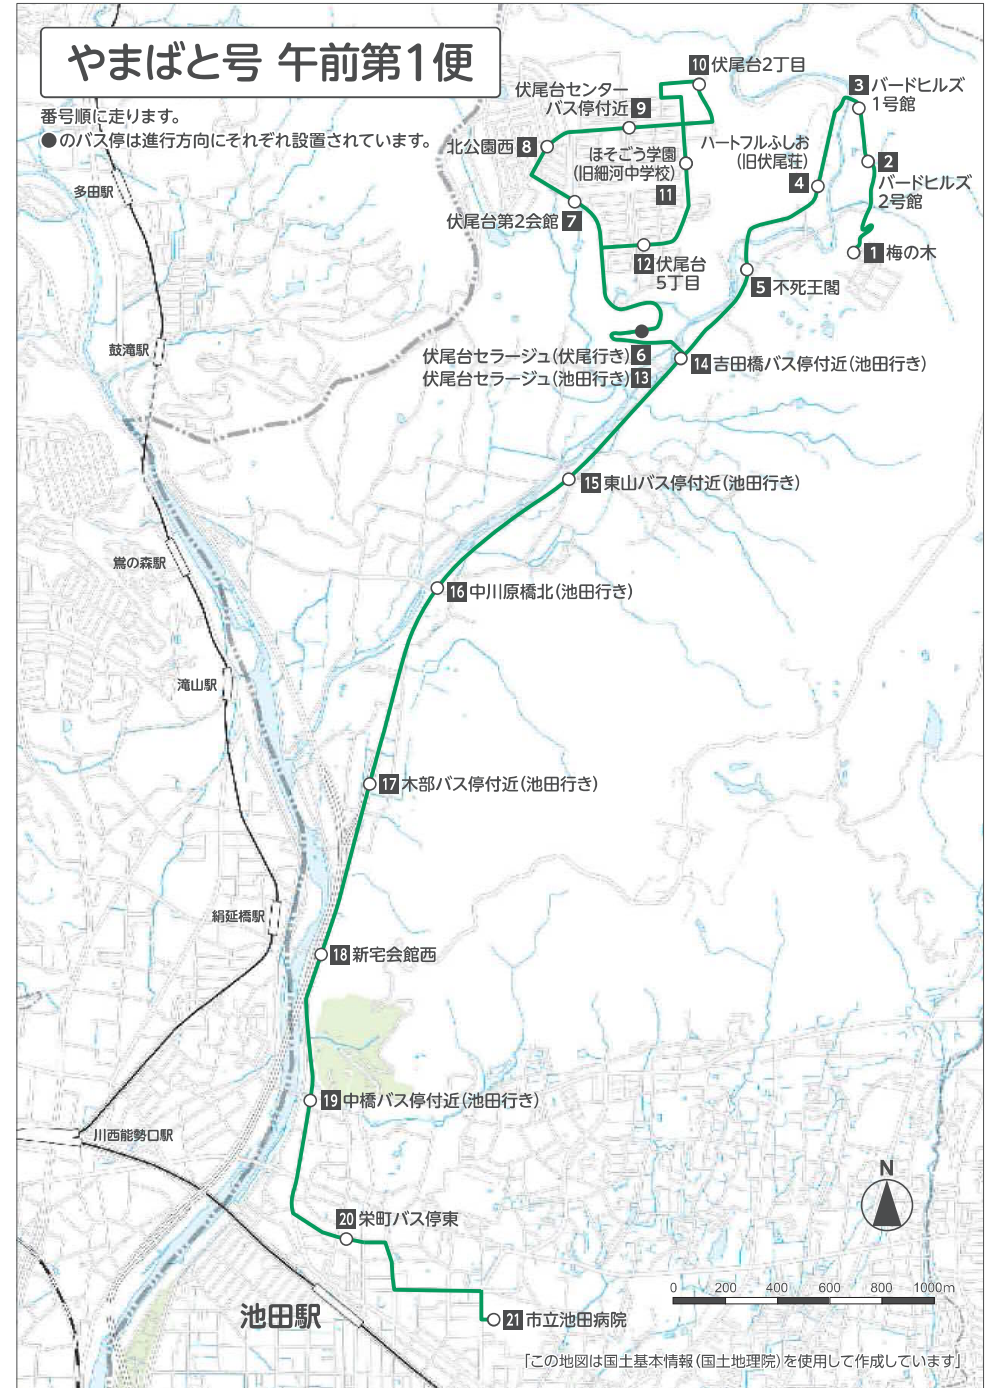 やまばと号 午前第1便
番号順に走ります。
●のバス停は進行方向にそれぞれ設置されています。
10 伏尾台2丁目
3 バードヒルズ
1号館
伏尾台センター
バス停付近 9
北公園西 8
ほそごう学園
(旧細河中学校)
11
ハートフルふしお
(旧伏尾荘)
4
2
バードヒルズ
2号館
多田駅
伏尾台第2会館 7
12 伏尾台
5丁目
1 梅の木
5 不死王閣
鼓滝駅
伏尾台セラージュ(伏尾行き) 6
伏尾台セラージュ(池田行き) 13
14 吉田橋バス停付近(池田行き)
15 東山バス停付近(池田行き)
鴬の森駅
16 中川原橋北(池田行き)
滝山駅
17 木部バス停付近(池田行き)
絹延橋駅
18 新宅会館西
19 中橋バス停付近(池田行き)
川西能勢口駅
N
20 栄町バス停東
0 200 400 600 800 1000m
池田駅
21 市立池田病院
「この地図は国土基本情報(国土地理院)を使用して作成しています」